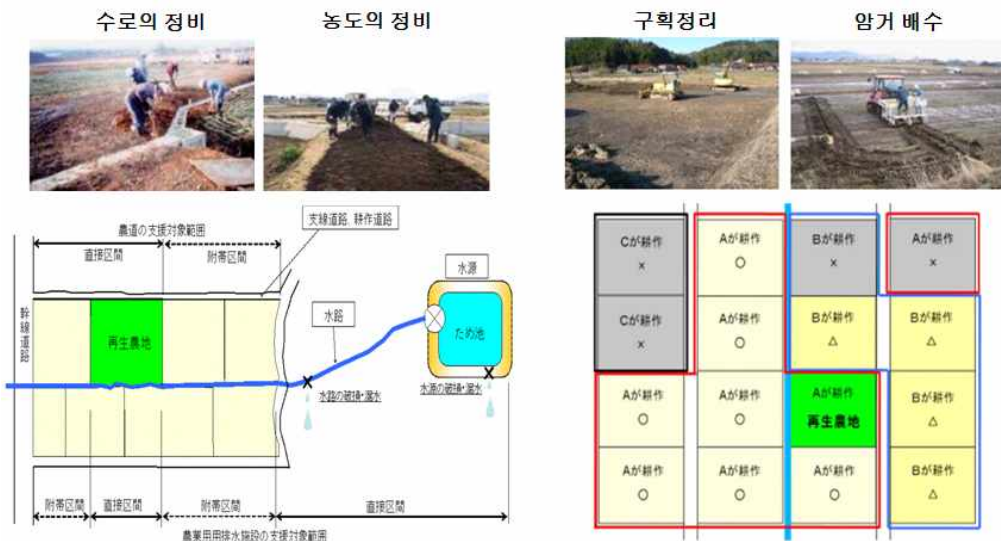 수로의 정비
농도의 정비
구획정리
암거 배수
農道の支援対象範囲
支線道路、耕作道路
直接区間
附帯区間
水源
幹線道路
再生農地
水路
ため池
水路の破損・漏水
水源の破損・漏水
附帯区間
直接区間
附帯区間
直接区間
農業用用排水施設の支援対象範囲
Cが耕作
×
Aが耕作
○
Bが耕作
×
Aが耕作
×
Cが耕作
×
Aが耕作
○
Bが耕作
△
Bが耕作
△
Aが耕作
○
Aが耕作
○
Aが耕作
再生農地
Bが耕作
△
Aが耕作
○
Aが耕作
○
Aが耕作
○
Bが耕作
△